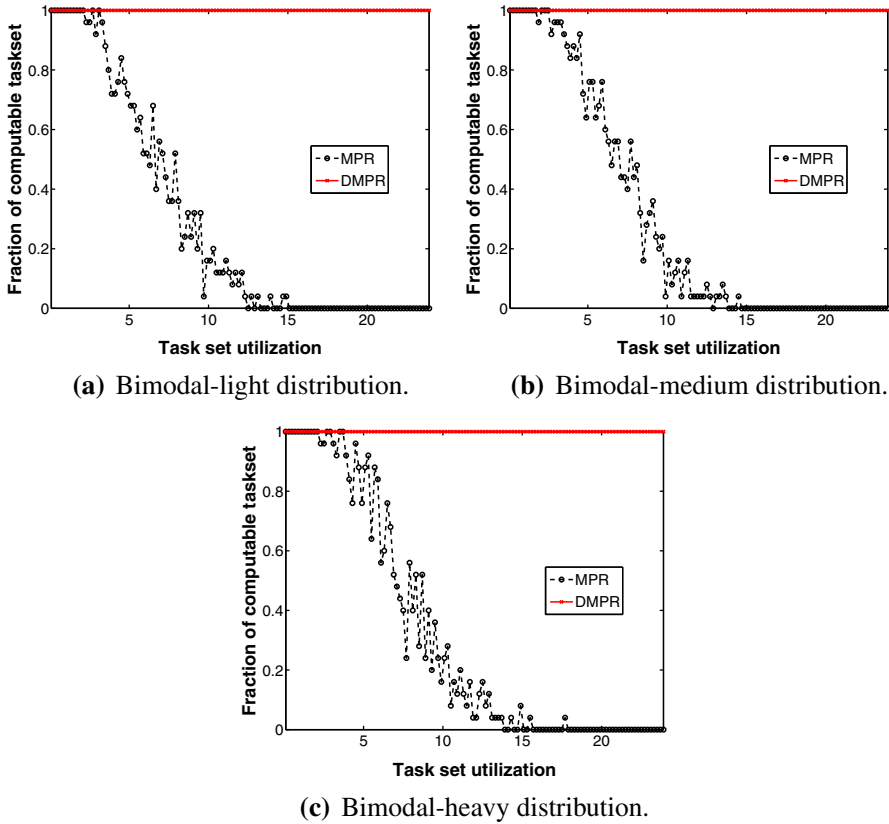 1
0.8
0.6
0.4
0.2
0
Fraction of computable taskset
MPR
DMPR
5 10 15 20
Task set utilization
(a) Bimodal-light distribution.
1
0.8
0.6
0.4
0.2
0
Fraction of computable taskset
MPR
DMPR
5 10 15 20
Task set utilization
(b) Bimodal-medium distribution.
1
0.8
0.6
0.4
0.2
0
Fraction of computable taskset
MPR
DMPR
5 10 15 20
Task set utilization
(c) Bimodal-heavy distribution.